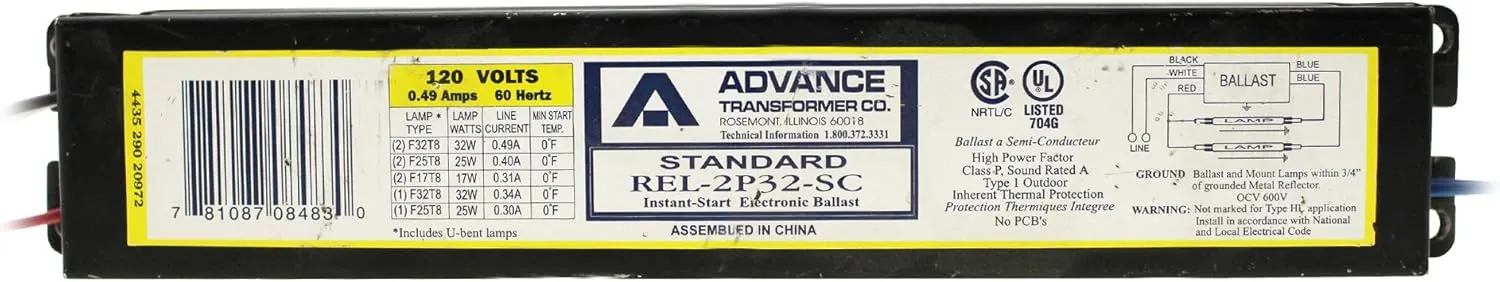 4435 290 20972
7 81087 08483 0
120 VOLTS
0.49 Amps 60 Hertz
LAMP * TYPE LAMP WATTS LINE CURRENT MIN START TEMP.
(2) F32T8 32W 0.49A 0°F
(2) F25T8 25W 0.40A 0°F
(2) F17T8 17W 0.31A 0°F
(1) F32T8 32W 0.34A 0°F
(1) F25T8 25W 0.30A 0°F
*Includes U-bent lamps
A
ADVANCE
TRANSFORMER CO.
ROSEMONT, ILLINOIS 60018
Technical Information 1.800.372.3331
STANDARD
REL-2P32-SC
Instant-Start Electronic Ballast
ASSEMBLED IN CHINA
SA
NRTL/C
UL
LISTED
704G
Ballast a Semi-Conducteur
High Power Factor
Class P, Sound Rated A
Type 1 Outdoor
Inherent Thermal Protection
Protection Thermiques Integree
No PCB's
BLACK
WHITE
RED
BALLAST
BLUE
BLUE
LAMP
LAMP
LINE
GROUND Ballast and Mount Lamps within 3/4"
of grounded Metal Reflector.
OCV 600V
WARNING: Not marked for Type HL application
Install in accordance with National
and Local Electrical Code